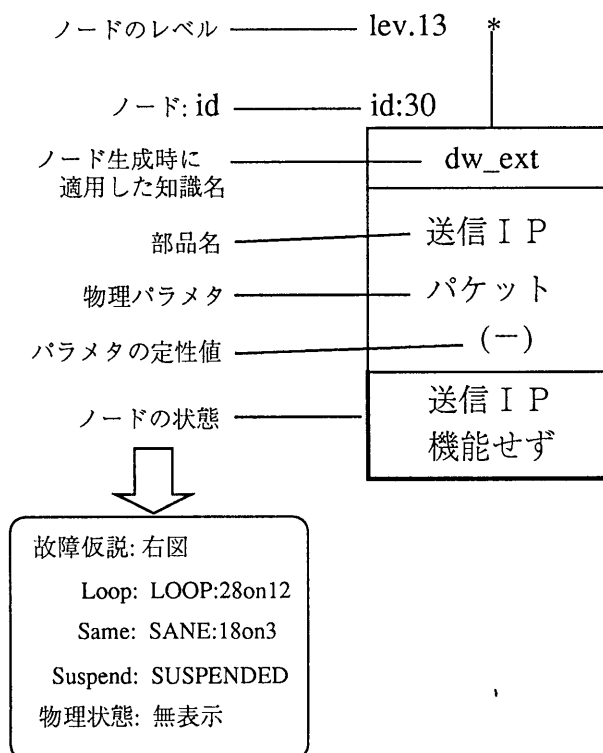 ノードのレベル lev.13 *
ノード: id id:30
ノード生成時に
適用した知識名
dw_ext
部品名 送信ＩＰ
物理パラメタ パケット
パラメタの定性値 (－)
ノードの状態
送信ＩＰ
機能せず
故障仮説: 右図
Loop: LOOP:28on12
Same: SANE:18on3
Suspend: SUSPENDED
物理状態: 無表示